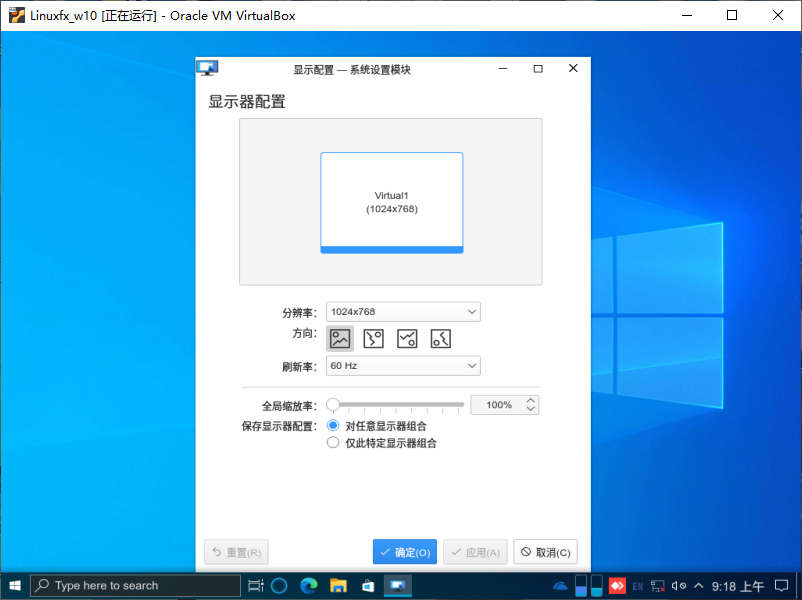 Linuxfx_w10 [正在运行] - Oracle VM VirtualBox
显示配置 — 系统设置模块
显示器配置
Virtual1
(1024x768)
分辨率: 1024x768
方向:
刷新率: 60 Hz
全局缩放率: 100%
保存显示器配置: 对任意显示器组合
仅此特定显示器组合
重置(R) 确定(O) 应用(A) 取消(C)
Type here to search EN 9:18 上午